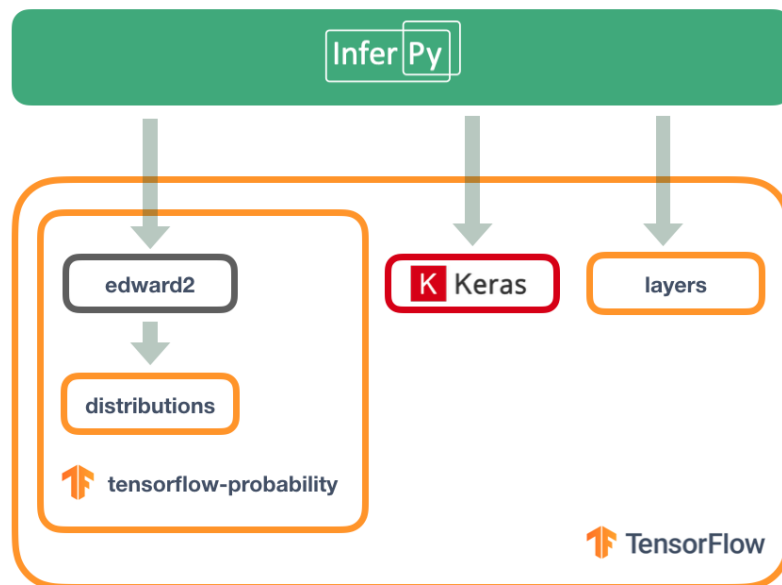 InferPy
edward2
K Keras
layers
distributions
tensorflow-probability
TensorFlow